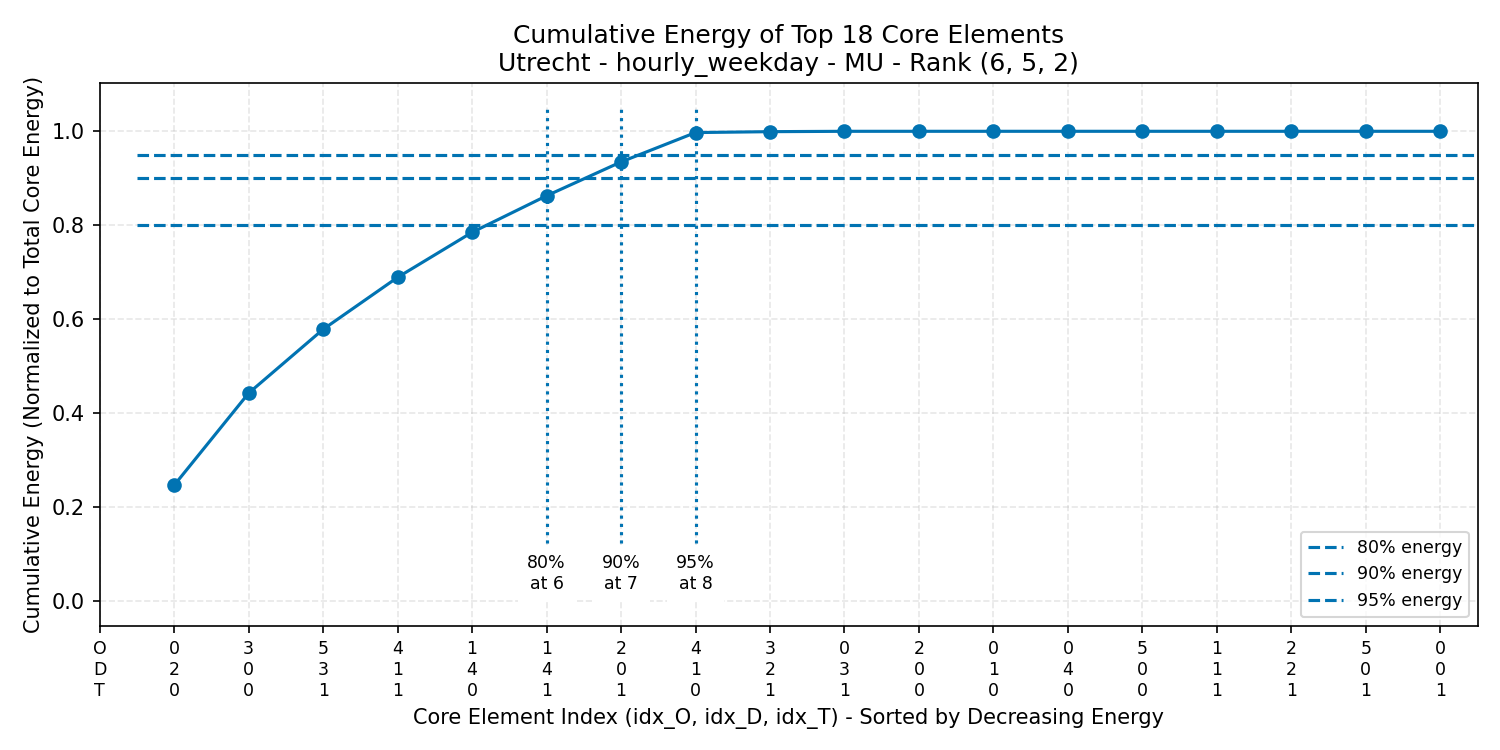 Cumulative Energy of Top 18 Core Elements
Utrecht - hourly_weekday - MU - Rank (6, 5, 2)
Cumulative Energy (Normalized to Total Core Energy)
1.0
0.8
0.6
0.4
0.2
0.0
80%
at 6
90%
at 7
95%
at 8
80% energy
90% energy
95% energy
O 0 3 5 4 1 1 2 4 3 0 2 0 0 5 1 2 5 0
D 2 0 3 1 4 4 0 1 2 3 0 1 4 0 1 2 0 0
T 0 0 1 1 0 1 1 0 1 1 0 0 0 0 1 1 1 1
Core Element Index (idx_O, idx_D, idx_T) - Sorted by Decreasing Energy